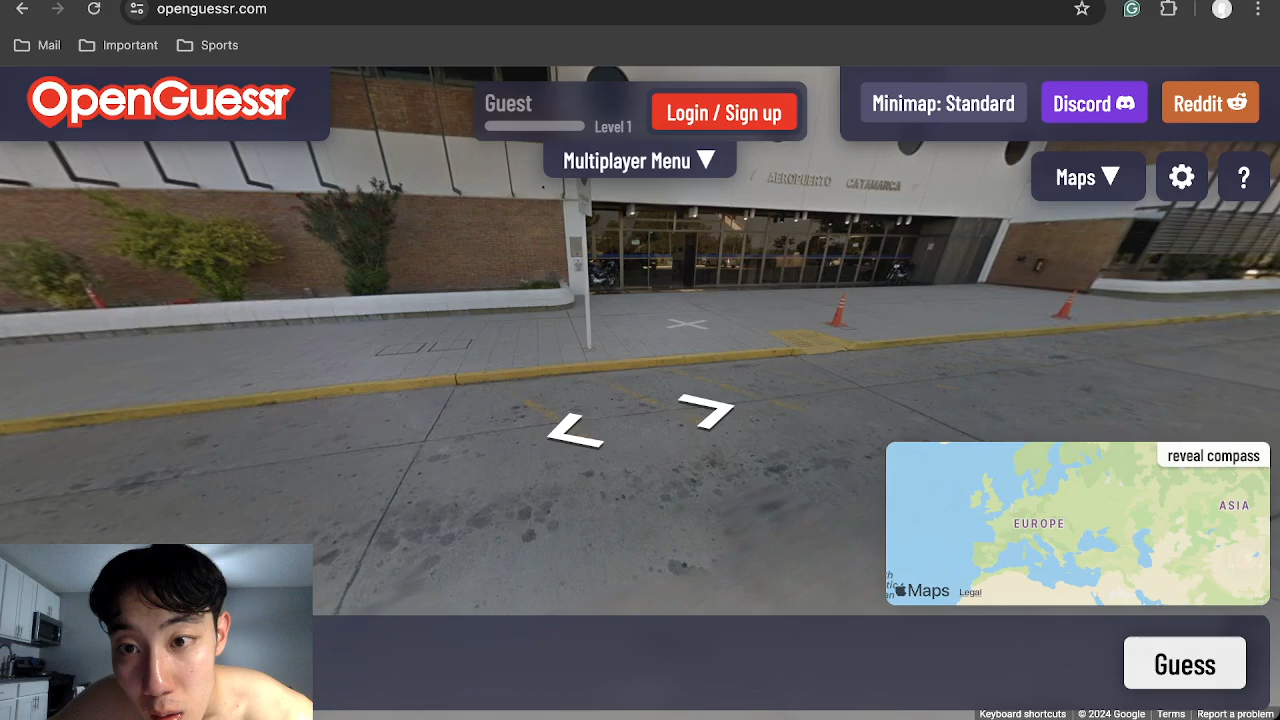 openguessr.com
Mail Important Sports
OpenGuessr
Guest
Level 1
Login / Sign up
Minimap: Standard
Discord
Reddit
Multiplayer Menu ▼
Maps ▼
?
AEROPUERTO CATAMARCA
reveal compass
ASIA
EUROPE
Maps Legal
Guess
Keyboard shortcuts © 2024 Google Terms Report a problem